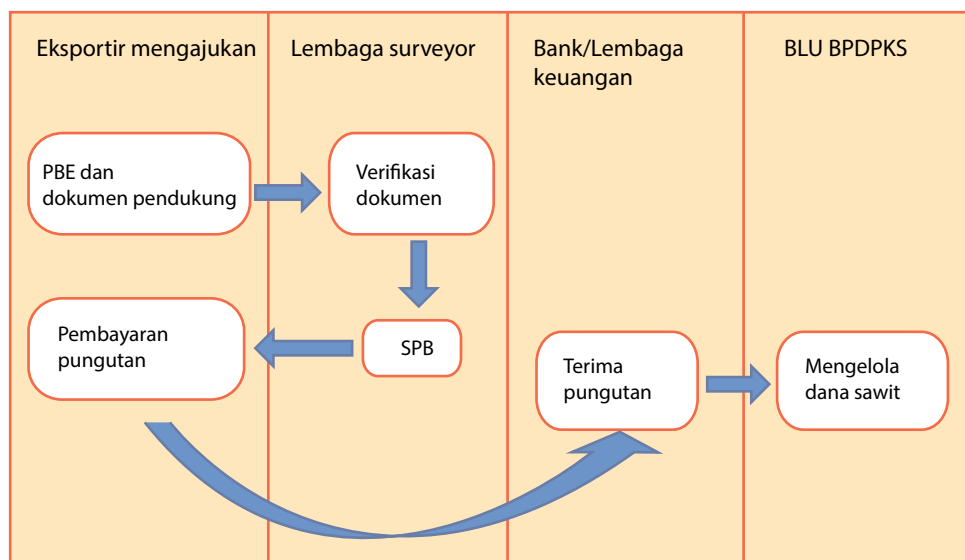 Eksportir mengajukan
Lembaga surveyor
Bank/Lembaga
keuangan
BLU BPDPKS
PBE dan
dokumen pendukung
Verifikasi
dokumen
Pembayaran
pungutan
SPB
Terima
pungutan
Mengelola
dana sawit